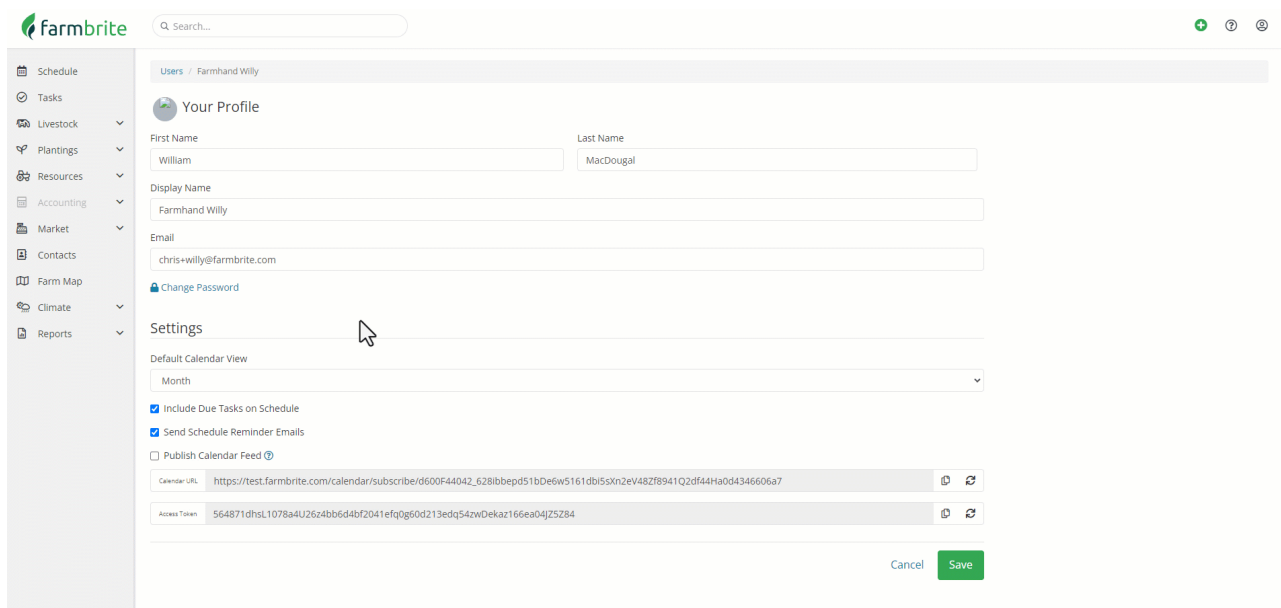 farmbrite
Search...
Schedule
Tasks
Livestock
Plantings
Resources
Accounting
Market
Contacts
Farm Map
Climate
Reports
Users / Farmhand Willy
Your Profile
First Name
Last Name
William
MacDougal
Display Name
Farmhand Willy
Email
chris+willy@farmbrite.com
Change Password
Settings
Default Calendar View
Month
Include Due Tasks on Schedule
Send Schedule Reminder Emails
Publish Calendar Feed
Calendar URL https://test.farmbrite.com/calendar/subscribe/d600F44042_628ibbepd51bDe6w5161dbi5sXn2eV48Zf8941Q2df44Ha0d4346606a7
Access Token 564871dhsL1078a4U26z4bb6d4bf2041efq0g60d213edq54zwDekaz166ea04JZ5Z84
Cancel
Save